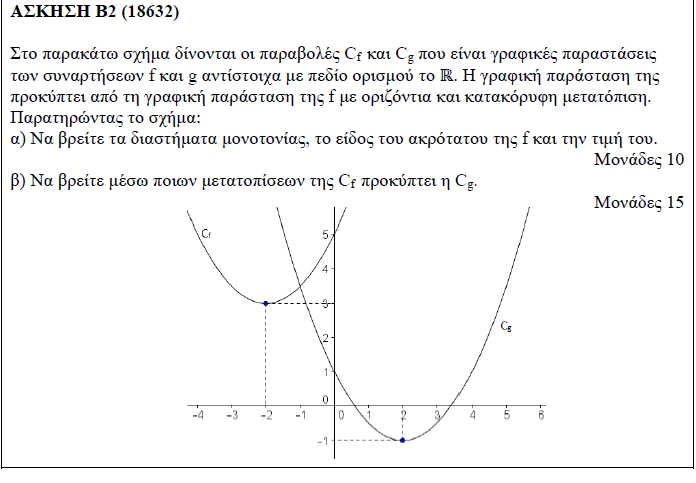 ΑΣΚΗΣΗ Β2 (18632)
Στο παρακάτω σχήμα δίνονται οι παραβολές Cf και Cg που είναι γραφικές παραστάσεις
των συναρτήσεων f και g αντίστοιχα με πεδίο ορισμού το ℝ. Η γραφική παράσταση της
προκύπτει από τη γραφική παράσταση της f με οριζόντια και κατακόρυφη μετατόπιση.
Παρατηρώντας το σχήμα:
α) Να βρείτε τα διαστήματα μονοτονίας, το είδος του ακρότατου της f και την τιμή του.
Μονάδες 10
β) Να βρείτε μέσω ποιων μετατοπίσεων της Cf προκύπτει η Cg.
Μονάδες 15
Cf
5
4
3
2
Cg
1
0
-4 -3 -2 -1 0 1 2 3 4 5 6
-1